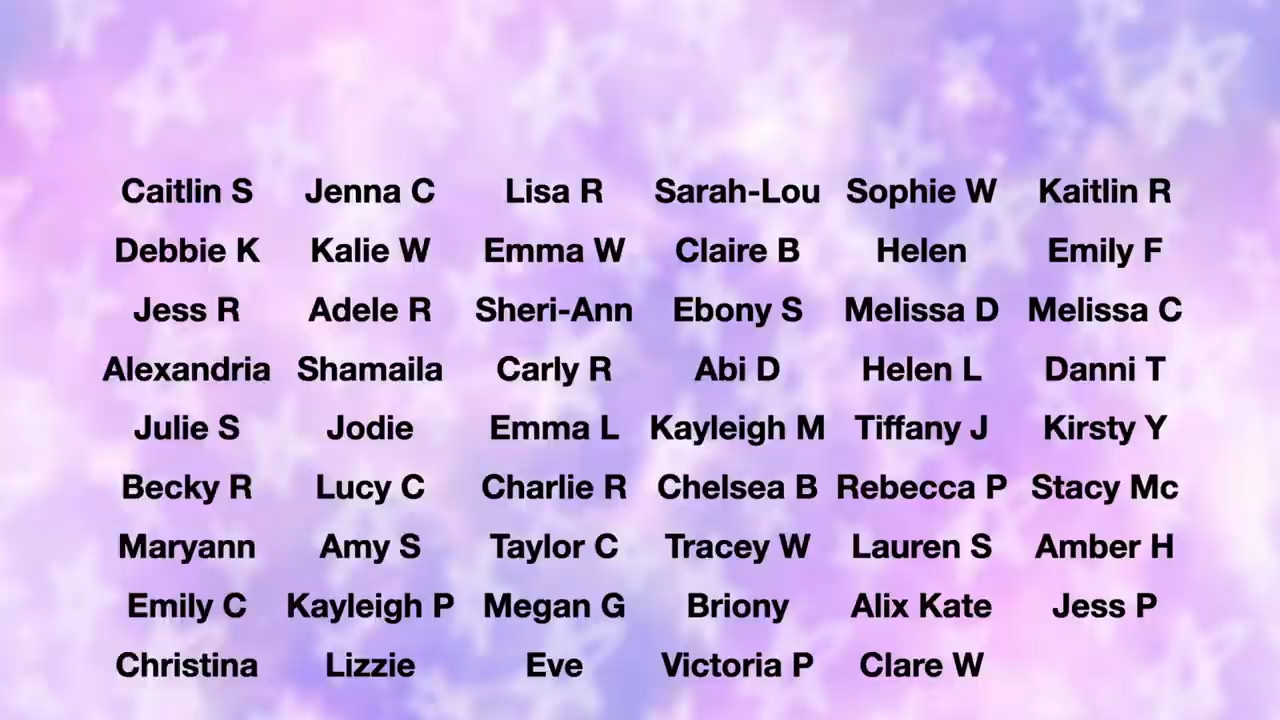 Caitlin S Jenna C Lisa R Sarah-Lou Sophie W Kaitlin R
Debbie K Kalie W Emma W Claire B Helen Emily F
Jess R Adele R Sheri-Ann Ebony S Melissa D Melissa C
Alexandria Shamaila Carly R Abi D Helen L Danni T
Julie S Jodie Emma L Kayleigh M Tiffany J Kirsty Y
Becky R Lucy C Charlie R Chelsea B Rebecca P Stacy Mc
Maryann Amy S Taylor C Tracey W Lauren S Amber H
Emily C Kayleigh P Megan G Briony Alix Kate Jess P
Christina Lizzie Eve Victoria P Clare W